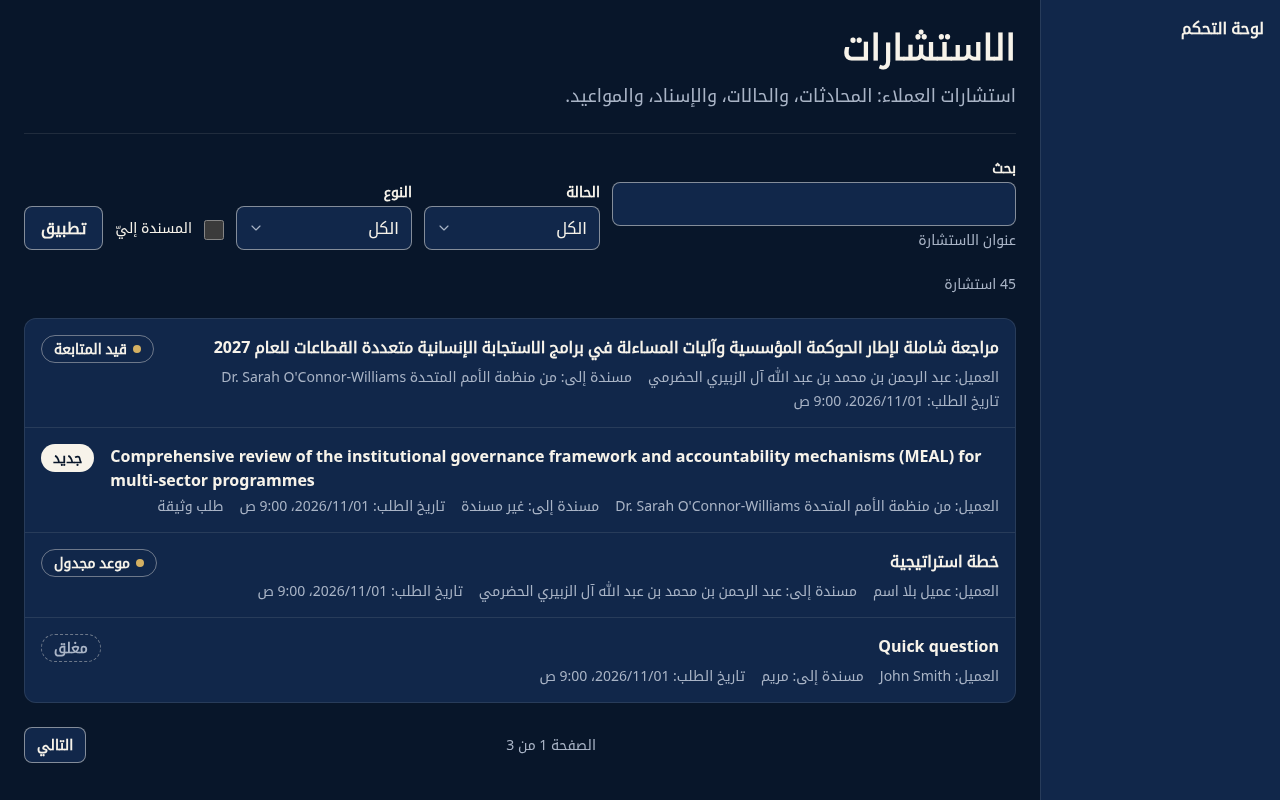 لوحة التحكم
الاستشارات
استشارات العملاء: المحادثات، والحالات، والإسناد، والمواعيد.
بحث
عنوان الاستشارة
الحالة
الكل
النوع
الكل
المسندة إليّ
تطبيق
45 استشارة
مراجعة شاملة لإطار الحوكمة المؤسسية وآليات المساءلة في برامج الاستجابة الإنسانية متعددة القطاعات للعام 2027
قيد المتابعة
العميل: عبد الرحمن بن محمد بن عبد الله آل الزبيري الحضرمي مسندة إلى: من منظمة الأمم المتحدة Dr. Sarah O'Connor-Williams
تاريخ الطلب: 2026/11/01، 9:00 ص
Comprehensive review of the institutional governance framework and accountability mechanisms (MEAL) for
multi-sector programmes
جديد
العميل: من منظمة الأمم المتحدة Dr. Sarah O'Connor-Williams مسندة إلى: غير مسندة تاريخ الطلب: 2026/11/01، 9:00 ص طلب وثيقة
خطة استراتيجية
موعد مجدول
العميل: عميل بلا اسم مسندة إلى: عبد الرحمن بن محمد بن عبد الله آل الزبيري الحضرمي تاريخ الطلب: 2026/11/01، 9:00 ص
Quick question
مغلق
العميل: John Smith مسندة إلى: مريم تاريخ الطلب: 2026/11/01، 9:00 ص
الصفحة 1 من 3
التالي